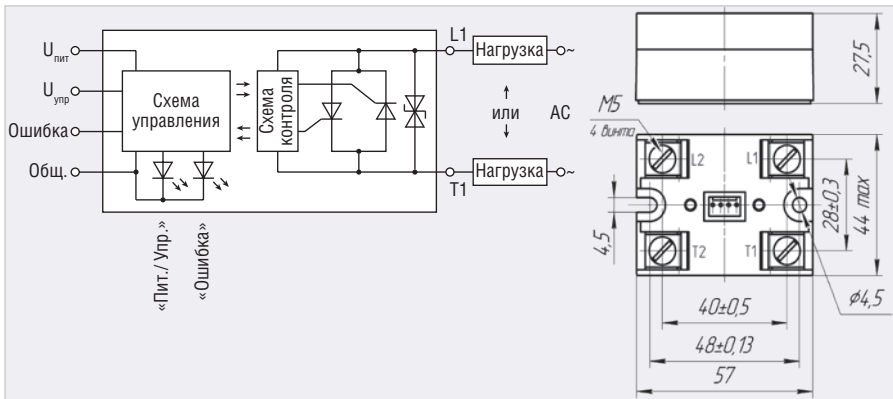 Uпит
Uупр
Ошибка
Общ.
Схема
управления
Схема
контроля
«Пит./ Упр.»
«Ошибка»
L1
T1
Нагрузка
~
или
AC
Нагрузка
~
27,5
M5
4 винта
L2
L1
T2
T1
4,5
28±0,3
44 max
ϕ4,5
40±0,5
48±0,13
57